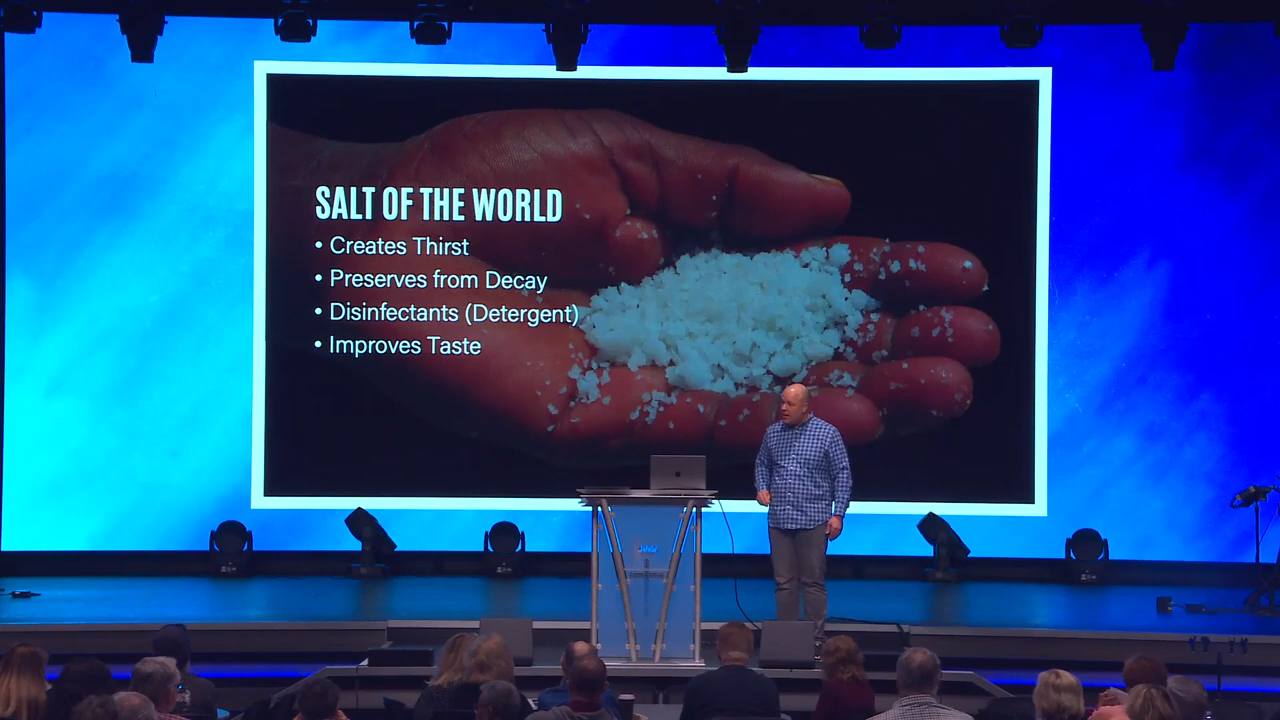 SALT OF THE WORLD
• Creates Thirst
• Preserves from Decay
• Disinfectants (Detergent)
• Improves Taste